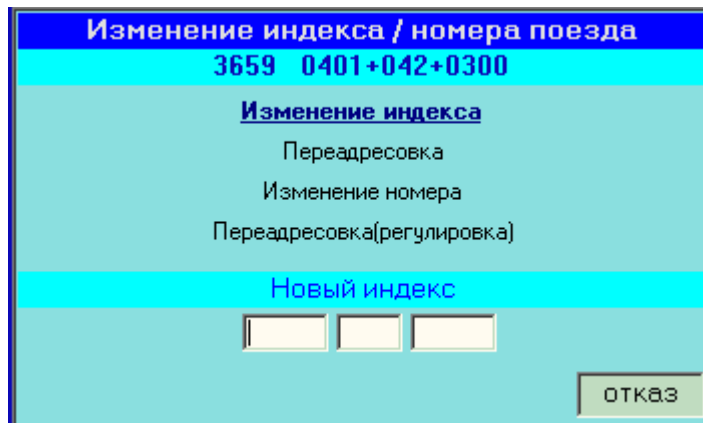 Изменение индекса / номера поезда
3659 0401+042+0300
Изменение индекса
Переадресовка
Изменение номера
Переадресовка(регулировка)
Новый индекс
отказ